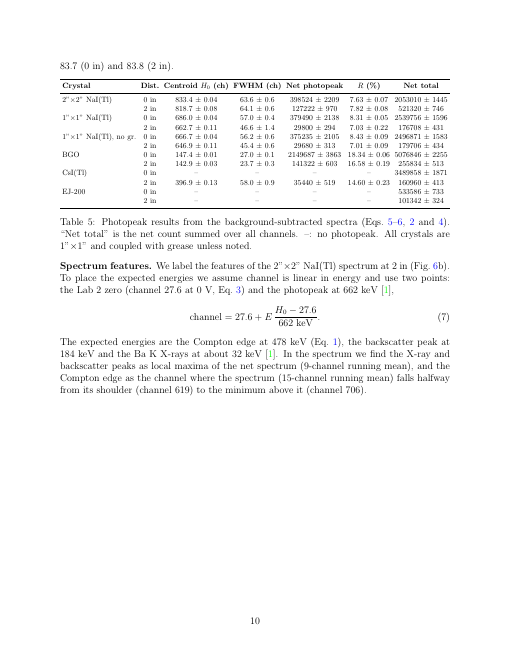 83.7 (0 in) and 83.8 (2 in).
Crystal Dist. Centroid H₀ (ch) FWHM (ch) Net photopeak R (%) Net total
2"×2" NaI(Tl) 0 in 833.4 ± 0.04 63.6 ± 0.6 398524 ± 2209 7.63 ± 0.07 2053010 ± 1445
2 in 818.7 ± 0.08 64.1 ± 0.6 127222 ± 970 7.82 ± 0.08 521320 ± 746
1"×1" NaI(Tl) 0 in 686.0 ± 0.04 57.0 ± 0.4 379490 ± 2138 8.31 ± 0.05 2539756 ± 1596
2 in 662.7 ± 0.11 46.6 ± 1.4 29800 ± 294 7.03 ± 0.22 176708 ± 431
1"×1" NaI(Tl), no gr. 0 in 666.7 ± 0.04 56.2 ± 0.6 375235 ± 2105 8.43 ± 0.09 2496871 ± 1583
2 in 646.9 ± 0.11 45.4 ± 0.6 29680 ± 313 7.01 ± 0.09 179706 ± 434
BGO 0 in 147.4 ± 0.01 27.0 ± 0.1 2149687 ± 3863 18.34 ± 0.06 5076846 ± 2255
2 in 142.9 ± 0.03 23.7 ± 0.3 141322 ± 603 16.58 ± 0.19 255834 ± 513
CsI(Tl) 0 in – – – – 3489858 ± 1871
2 in 396.9 ± 0.13 58.0 ± 0.9 35440 ± 519 14.60 ± 0.23 160960 ± 413
EJ-200 0 in – – – – 533586 ± 733
2 in – – – – 101342 ± 324
Table 5: Photopeak results from the background-subtracted spectra (Eqs. 5–6, 2 and 4).
"Net total" is the net count summed over all channels. –: no photopeak. All crystals are
1"×1" and coupled with grease unless noted.
Spectrum features. We label the features of the 2"×2" NaI(Tl) spectrum at 2 in (Fig. 6b).
To place the expected energies we assume channel is linear in energy and use two points:
the Lab 2 zero (channel 27.6 at 0 V, Eq. 3) and the photopeak at 662 keV [1],
channel = 27.6 + E (H₀ − 27.6)/(662 keV). (7)
The expected energies are the Compton edge at 478 keV (Eq. 1), the backscatter peak at
184 keV and the Ba K X-rays at about 32 keV [1]. In the spectrum we find the X-ray and
backscatter peaks as local maxima of the net spectrum (9-channel running mean), and the
Compton edge as the channel where the spectrum (15-channel running mean) falls halfway
from its shoulder (channel 619) to the minimum above it (channel 706).
10